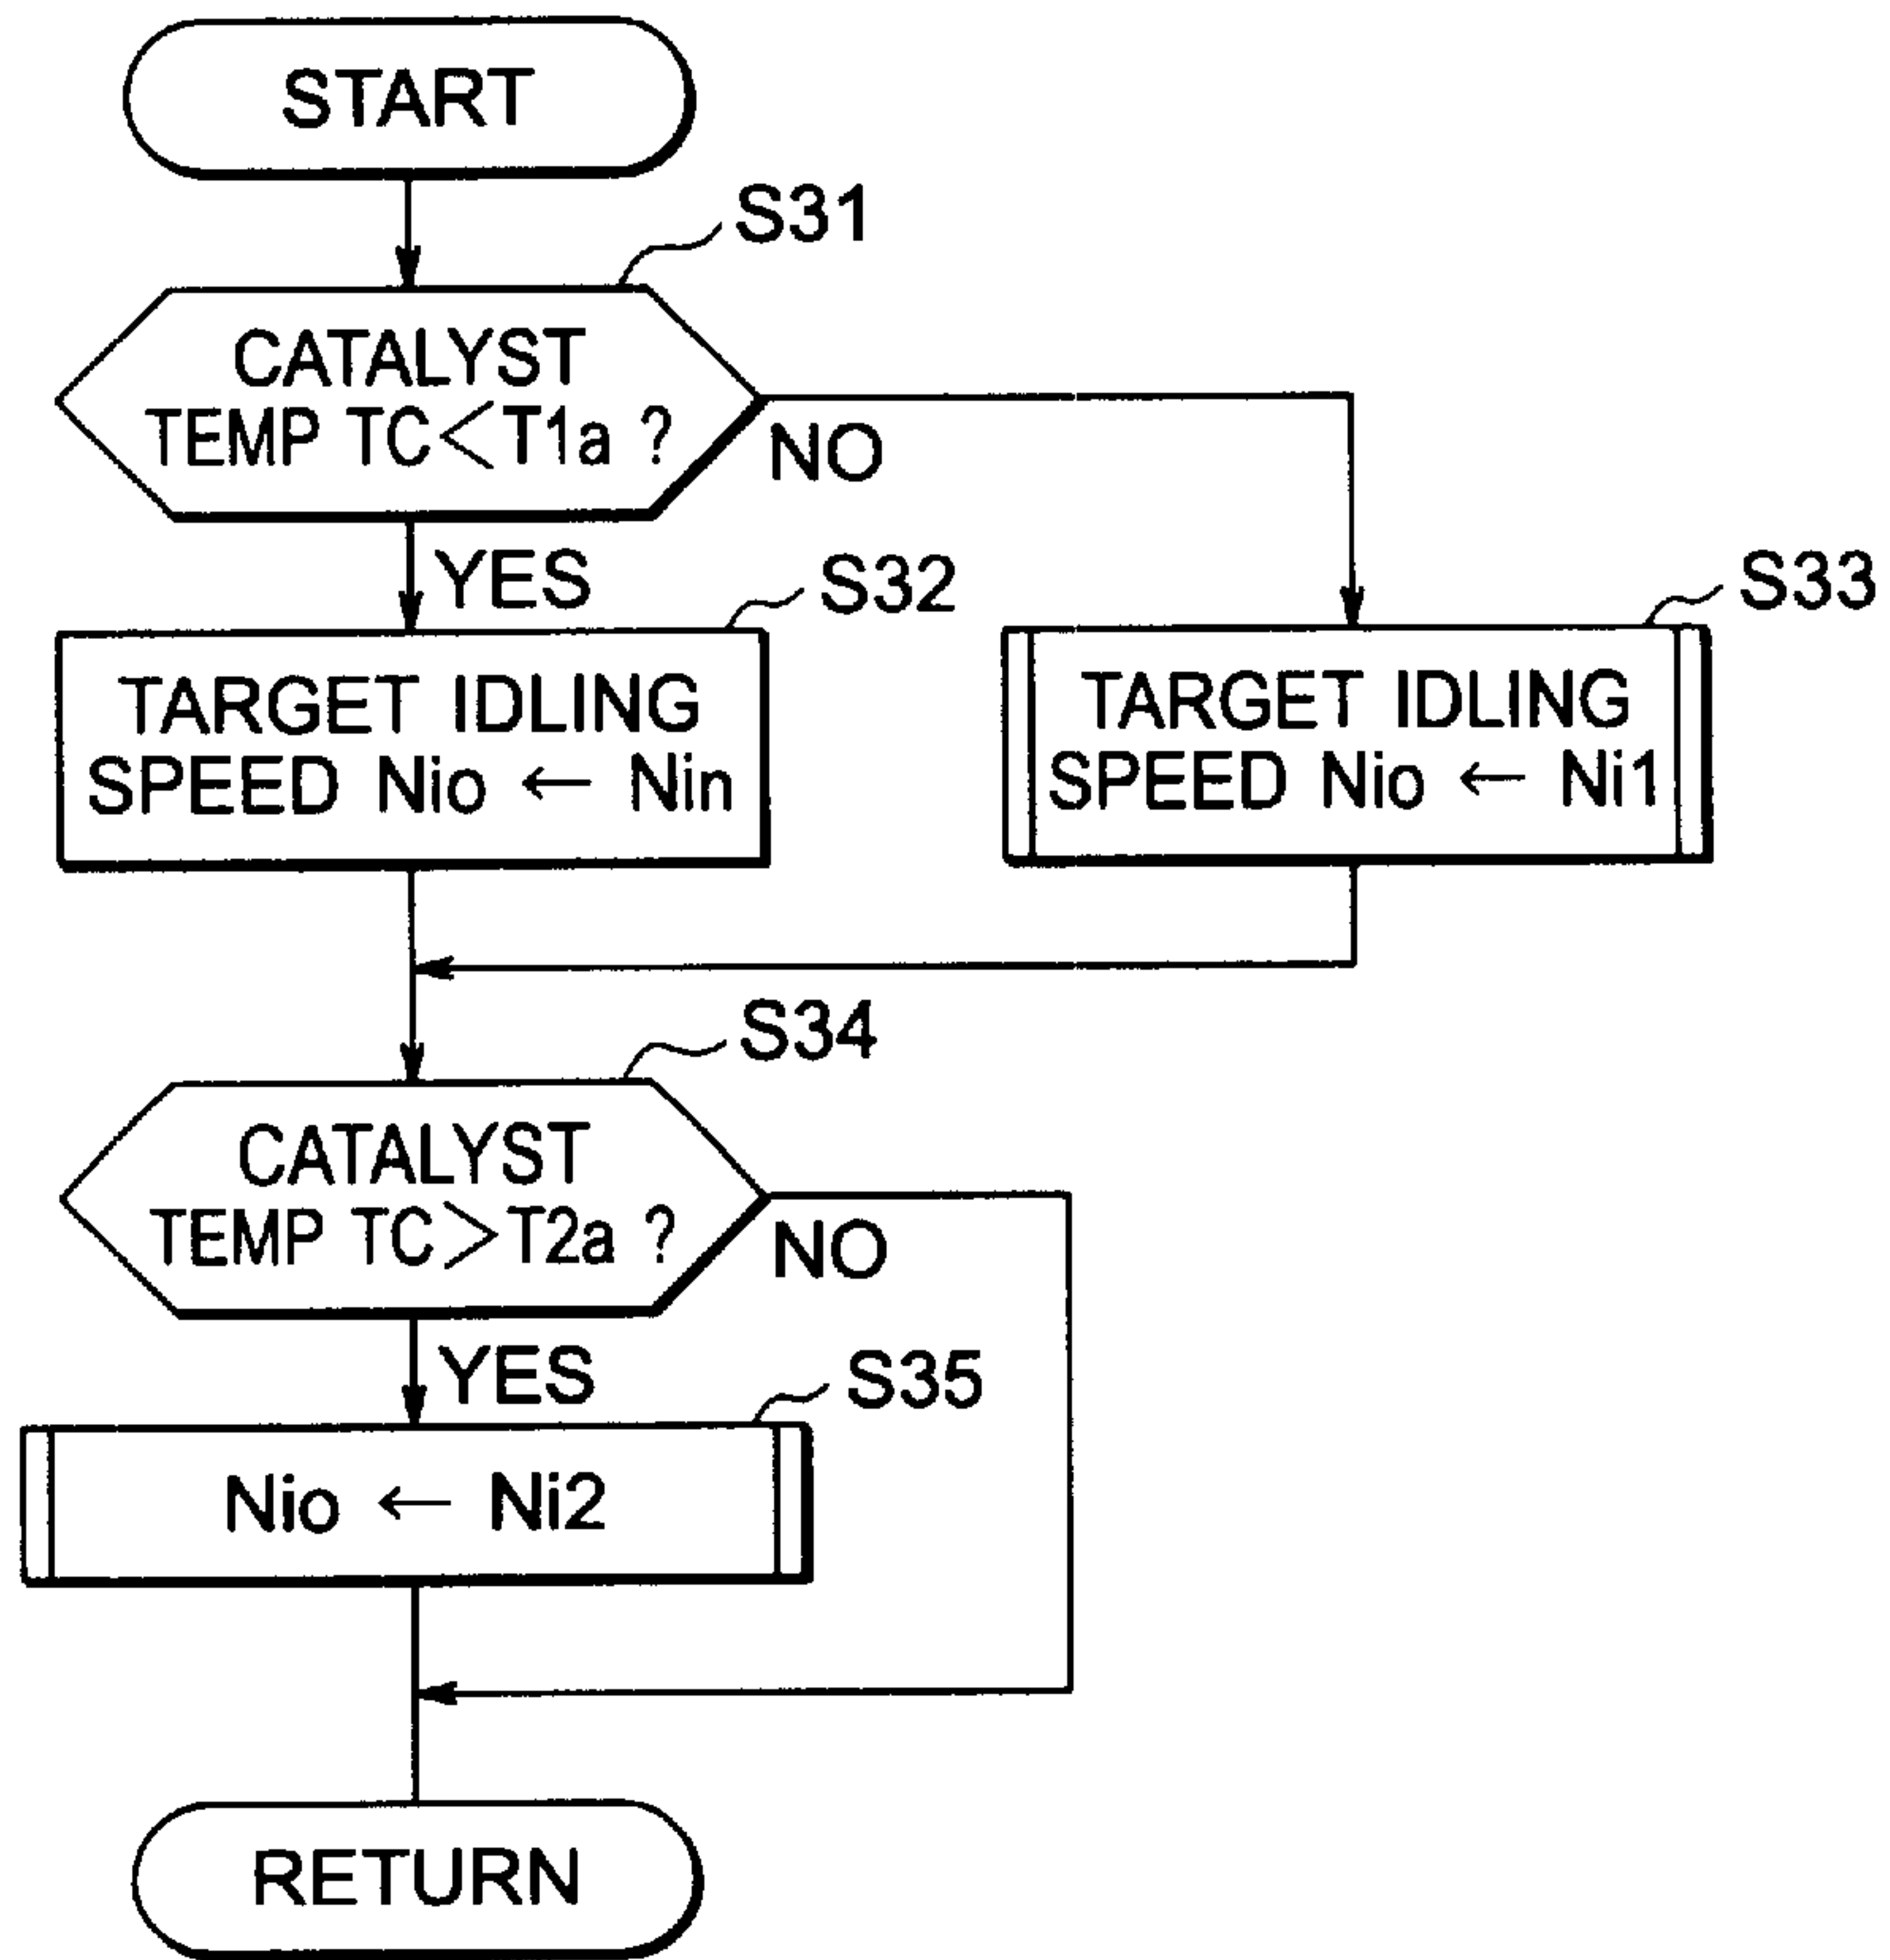 START
S31
CATALYST
TEMP TC<T1a ?
NO
YES
S32
S33
TARGET IDLING
SPEED Nio ← Nin
TARGET IDLING
SPEED Nio ← Ni1
S34
CATALYST
TEMP TC>T2a ?
NO
YES
S35
Nio ← Ni2
RETURN